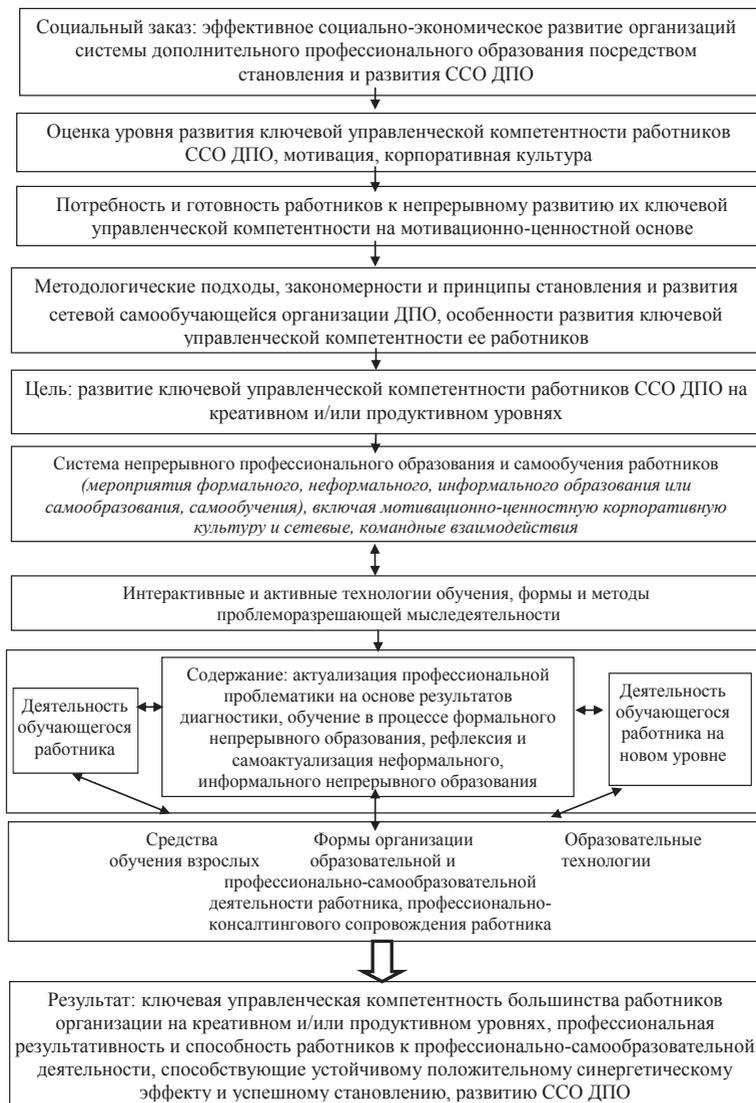 Социальный заказ: эффективное социально-экономическое развитие организаций
системы дополнительного профессионального образования посредством
становления и развития ССО ДПО
Оценка уровня развития ключевой управленческой компетентности работников
ССО ДПО, мотивация, корпоративная культура
Потребность и готовность работников к непрерывному развитию их ключевой
управленческой компетентности на мотивационно-ценностной основе
Методологические подходы, закономерности и принципы становления и развития
сетевой самообучающейся организации ДПО, особенности развития ключевой
управленческой компетентности ее работников
Цель: развитие ключевой управленческой компетентности работников ССО ДПО на
креативном и/или продуктивном уровнях
Система непрерывного профессионального образования и самообучения работников
(мероприятия формального, неформального, информального образования или
самообразования, самообучения), включая мотивационно-ценностную корпоративную
культуру и сетевые, командные взаимодействия
Интерактивные и активные технологии обучения, формы и методы
проблеморазрешающей мыследеятельности
Деятельность
обучающегося
работника
Содержание: актуализация профессиональной
проблематики на основе результатов
диагностики, обучение в процессе формального
непрерывного образования, рефлексия и
самоактуализация неформального,
информального непрерывного образования
Деятельность
обучающегося
работника на
новом уровне
Средства
обучения взрослых
Формы организации
образовательной и
профессионально-самообразовательной
деятельности работника, профессионально-
консалтингового сопровождения работника
Образовательные
технологии
Результат: ключевая управленческая компетентность большинства работников
организации на креативном и/или продуктивном уровнях, профессиональная
результативность и способность работников к профессионально-самообразовательной
деятельности, способствующие устойчивому положительному синергетическому
эффекту и успешному становлению, развитию ССО ДПО